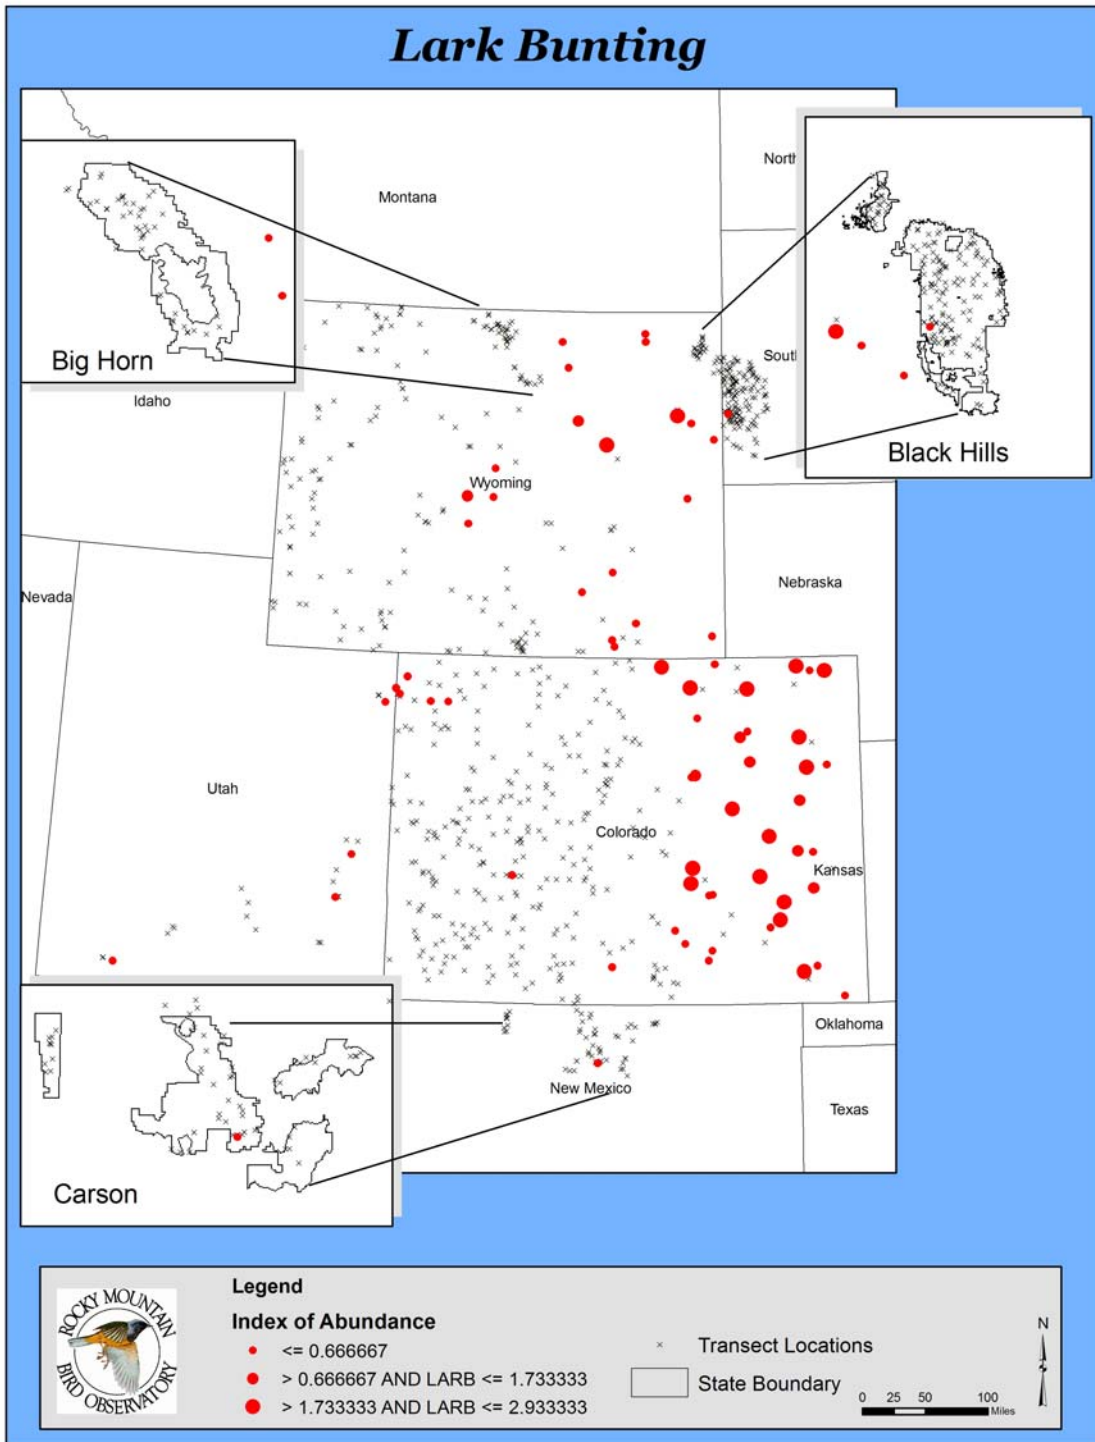 Lark Bunting
North
Montana
Big Horn
Idaho
South
Black Hills
Wyoming
Nebraska
Nevada
Utah
Colorado
Kansas
Oklahoma
New Mexico
Texas
Carson
Legend
Index of Abundance
<= 0.666667
> 0.666667 AND LARB <= 1.733333
> 1.733333 AND LARB <= 2.933333
Transect Locations
State Boundary
ROCKY MOUNTAIN
BIRD OBSERVATORY
N
0 25 50 100
Miles